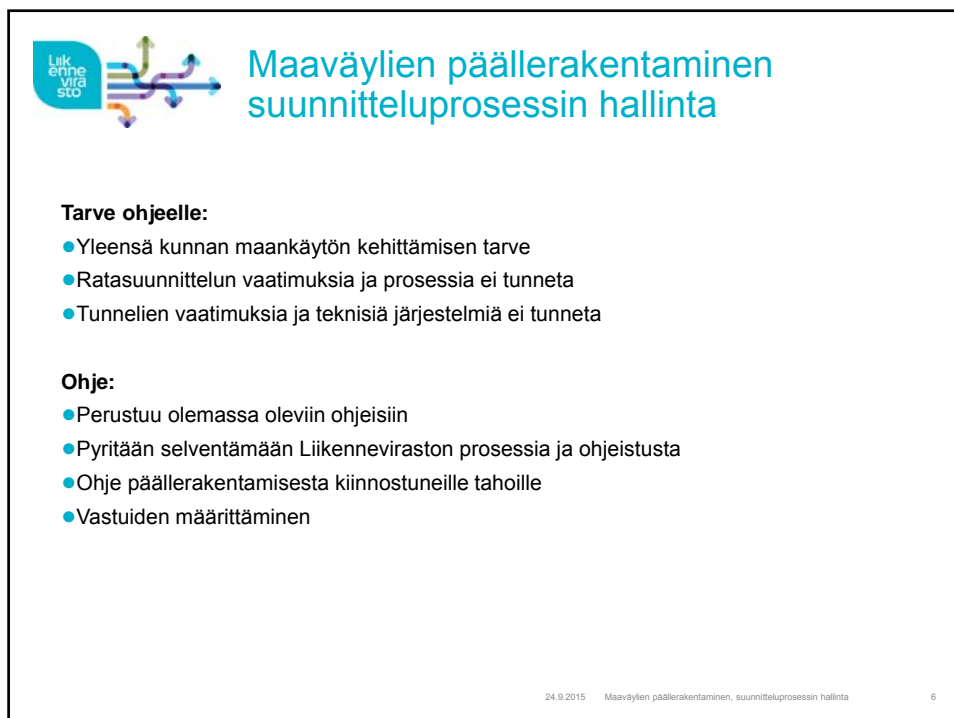 Liik
enne
vira
sto
Maaväylien päällerakentaminen
suunnitteluprosessin hallinta
Tarve ohjeelle:
●Yleensä kunnan maankäytön kehittämisen tarve
●Ratasuunnittelun vaatimuksia ja prosessia ei tunneta
●Tunnelien vaatimuksia ja teknisiä järjestelmiä ei tunneta
Ohje:
●Perustuu olemassa oleviin ohjeisiin
●Pyritään selventämään Liikenneviraston prosessia ja ohjeistusta
●Ohje päällerakentamisesta kiinnostuneille tahoille
●Vastuiden määrittäminen
24.9.2015 Maaväylien päällerakentaminen, suunnitteluprosessin hallinta 6